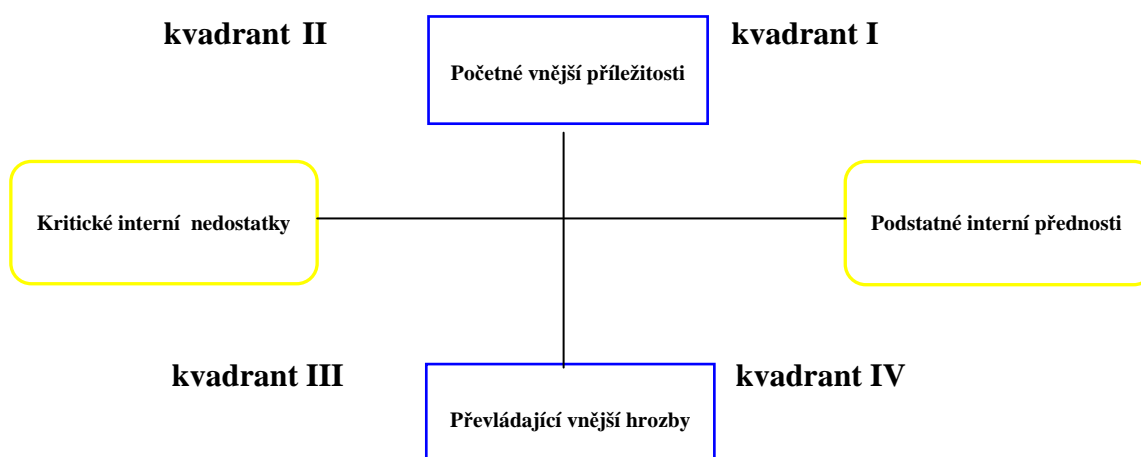 kvadrant II
kvadrant I
Početné vnější příležitosti
Kritické interní nedostatky
Podstatné interní přednosti
kvadrant III
kvadrant IV
Převládající vnější hrozby